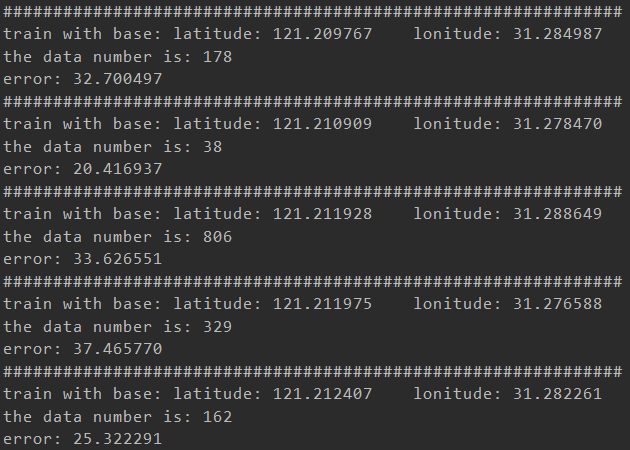 ##############################################################
train with base: latitude: 121.209767    lonitude: 31.284987
the data number is: 178
error: 32.700497
##############################################################
train with base: latitude: 121.210909    lonitude: 31.278470
the data number is: 38
error: 20.416937
##############################################################
train with base: latitude: 121.211928    lonitude: 31.288649
the data number is: 806
error: 33.626551
##############################################################
train with base: latitude: 121.211975    lonitude: 31.276588
the data number is: 329
error: 37.465770
##############################################################
train with base: latitude: 121.212407    lonitude: 31.282261
the data number is: 162
error: 25.322291